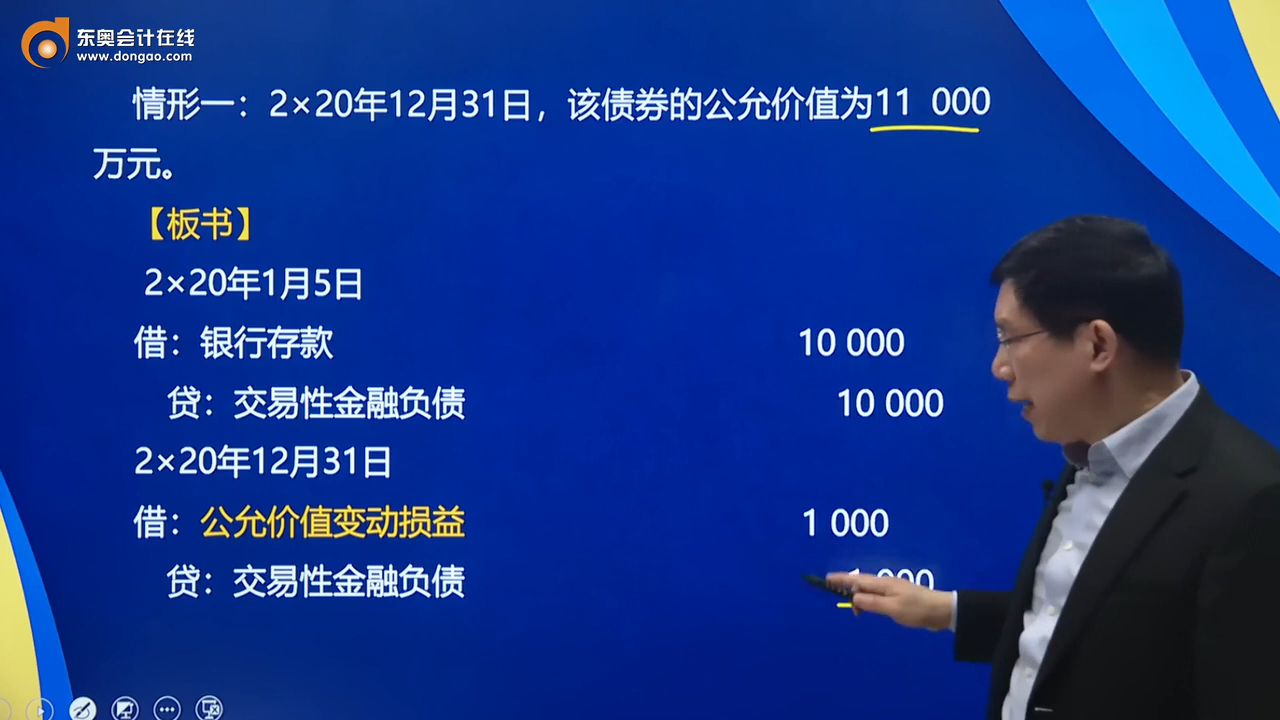 东奥会计在线
www.dongao.com
情形一：2×20年12月31日，该债券的公允价值为11 000
万元。
【板书】
2×20年1月5日
借：银行存款 10 000
贷：交易性金融负债 10 000
2×20年12月31日
借：公允价值变动损益 1 000
贷：交易性金融负债 1 000